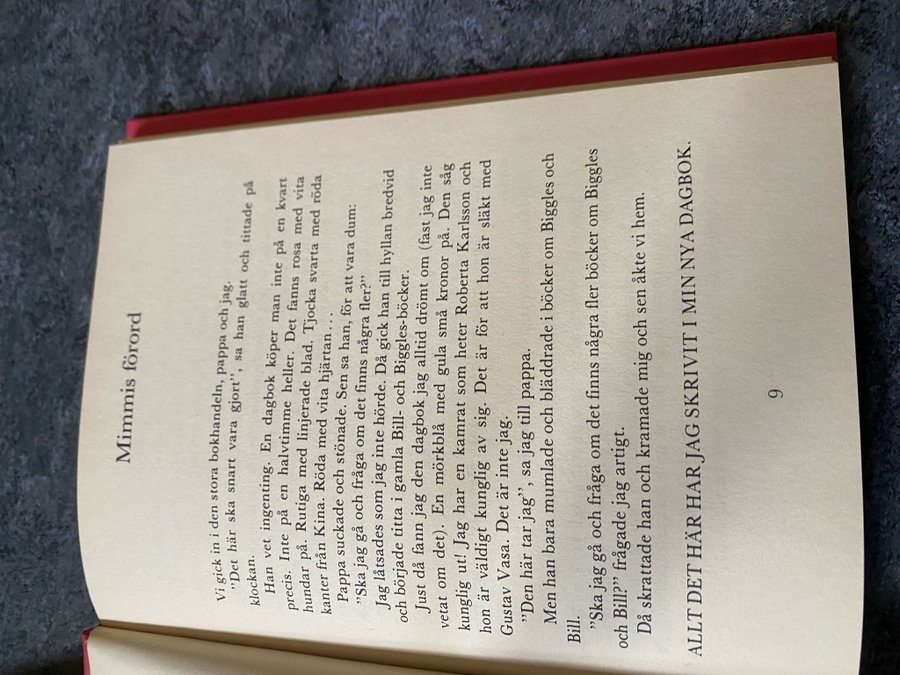 Mimmis förord
Vi gick in i den stora bokhandeln, pappa och jag.
"Det här ska snart vara gjort", sa han glatt och tittade på
klockan.
Han vet ingenting. En dagbok köper man inte på en kvart
precis. Inte på en halvtimme heller. Det fanns rosa med vita
hundar på. Rutiga med linjerade blad. Tjocka svarta med röda
kanter från Kina. Röda med vita hjärtan...
Pappa suckade och stönade. Sen sa han, för att vara dum:
"Ska jag gå och fråga om det finns några fler?"
Jag låtsades som jag inte hörde. Då gick han till hyllan bredvid
och började titta i gamla Bill- och Biggles-böcker.
Just då fann jag den dagbok jag alltid drömt om (fast jag inte
vetat om det). En mörkblå med gula små kronor på. Den såg
kunglig ut! Jag har en kamrat som heter Roberta Karlsson och
hon är väldigt kunglig av sig. Det är för att hon är släkt med
Gustav Vasa. Det är inte jag.
"Den här tar jag", sa jag till pappa.
Men han bara mumlade och bläddrade i böcker om Biggles och
Bill.
"Ska jag gå och fråga om det finns några fler böcker om Biggles
och Bill?" frågade jag artigt.
Då skrattade han och kramade mig och sen åkte vi hem.
ALLT DET HÄR HAR JAG SKRIVIT I MIN NYA DAGBOK.
9